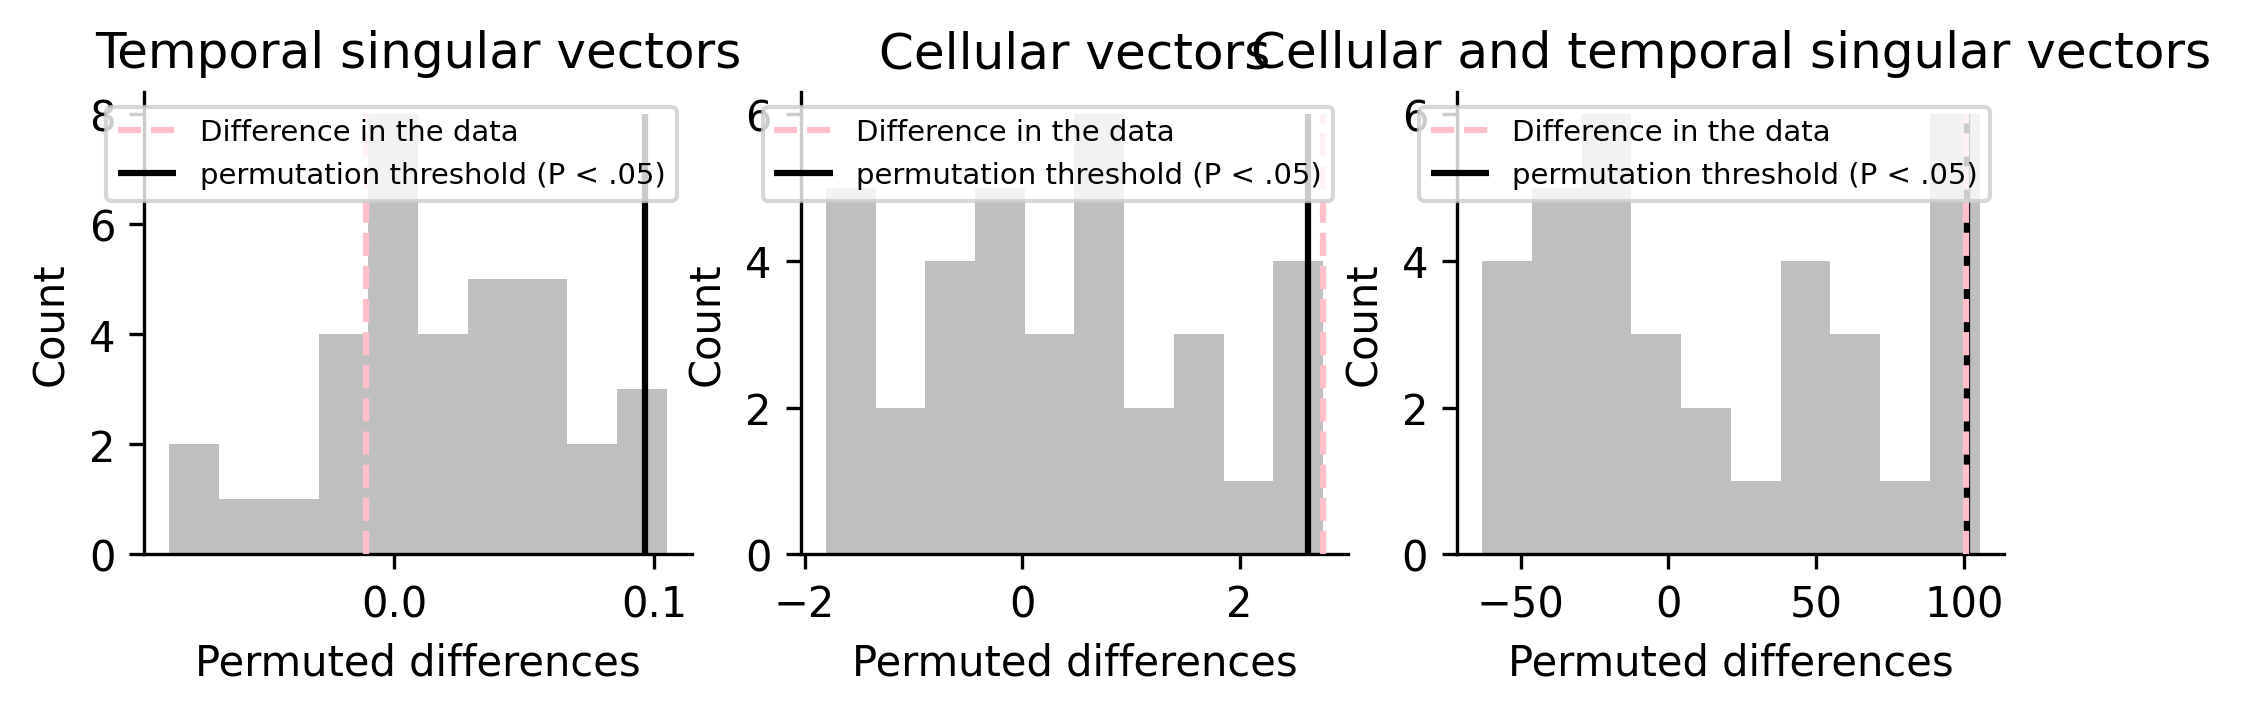 Temporal singular vectors
Cellular vectors
Cellular and temporal singular vectors
Difference in the data
permutation threshold (P < .05)
Count
8
6
4
2
0
0.0
0.1
Permuted differences
Difference in the data
permutation threshold (P < .05)
Count
6
4
2
0
−2
0
2
Permuted differences
Difference in the data
permutation threshold (P < .05)
Count
6
4
2
0
−50
0
50
100
Permuted differences